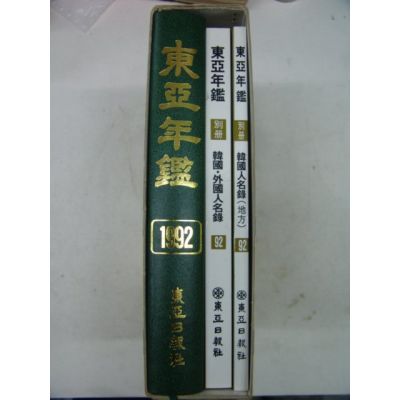 東亞年鑑
1992
東亞日報社
東亞年鑑
別册
韓國·外國人名錄
92
東亞日報社
東亞年鑑
別册
韓國人名錄(地方)
92
東亞日報社